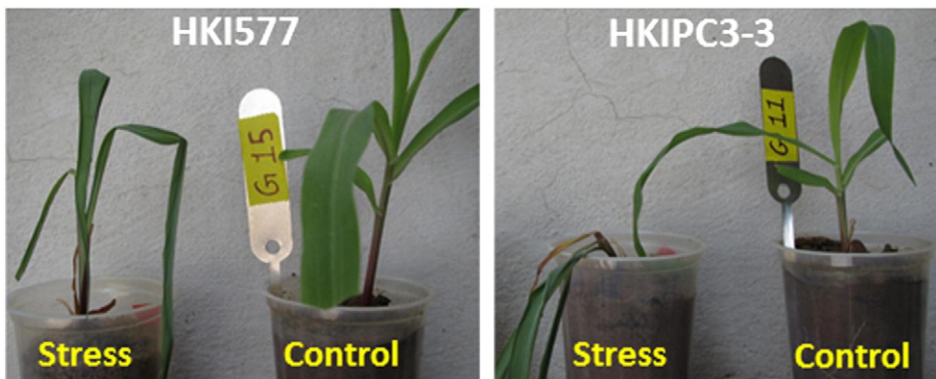 HKI577
G 15
Stress
Control
HKIPC3-3
G 11
Stress
Control